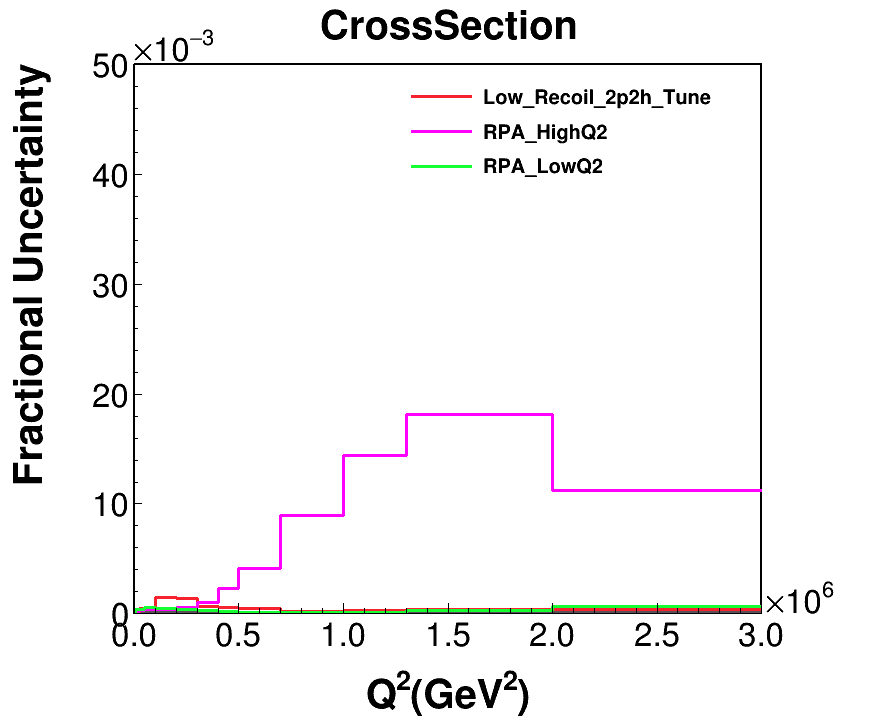 CrossSection
×10⁻³
50
40
30
20
10
0
Fractional Uncertainty
Low_Recoil_2p2h_Tune
RPA_HighQ2
RPA_LowQ2
0.0 0.5 1.0 1.5 2.0 2.5 3.0
×10⁶
Q²(GeV²)